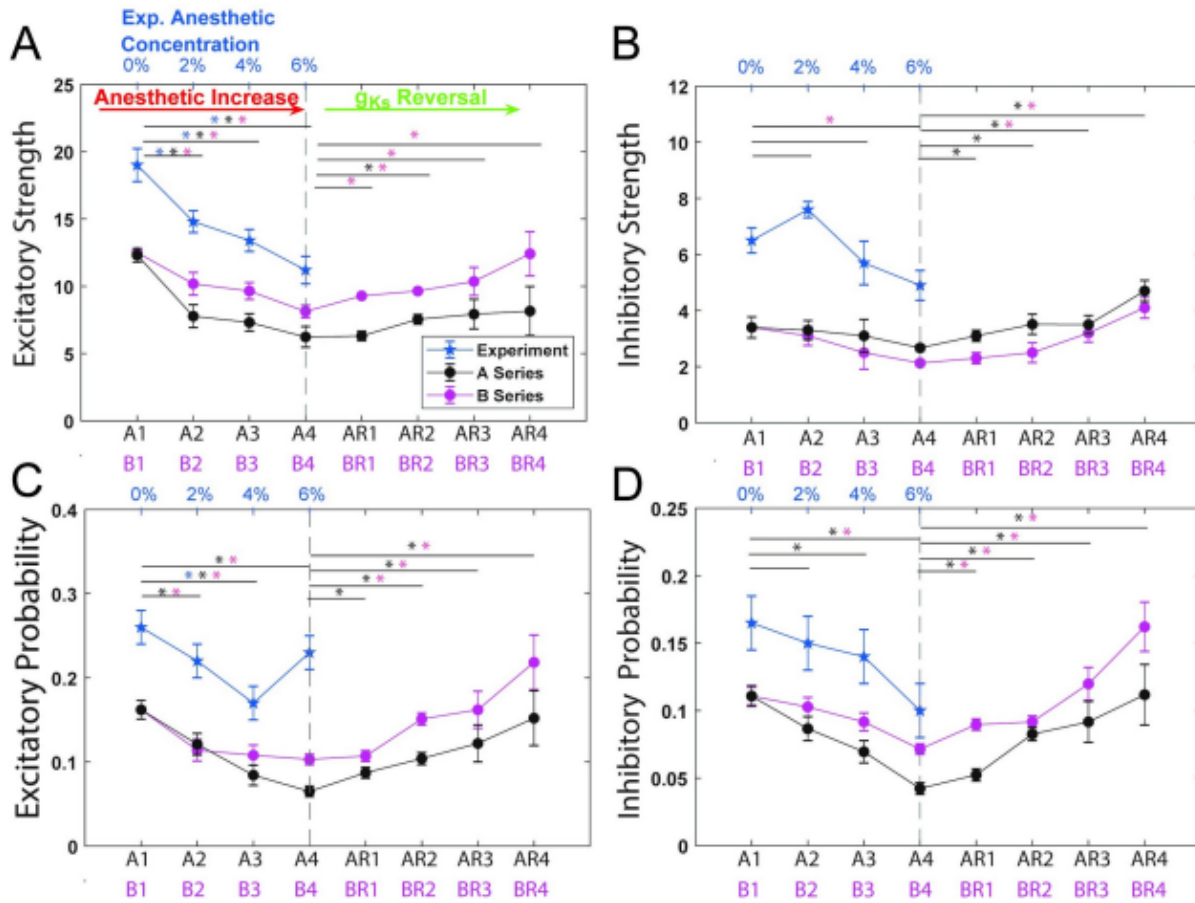 A
Exp. Anesthetic
Concentration
0% 2% 4% 6%
Anesthetic Increase
gKs Reversal
* * *
* * *
* * *
*
*
* *
*
Excitatory Strength
25
20
15
10
5
0
Experiment
A Series
B Series
A1 A2 A3 A4 AR1 AR2 AR3 AR4
B1 B2 B3 B4 BR1 BR2 BR3 BR4
B
0% 2% 4% 6%
*
* *
* *
*
*
Inhibitory Strength
12
10
8
6
4
2
0
A1 A2 A3 A4 AR1 AR2 AR3 AR4
B1 B2 B3 B4 BR1 BR2 BR3 BR4
C
0% 2% 4% 6%
* *
* * *
* *
* *
* *
* *
*
Excitatory Probability
0.4
0.3
0.2
0.1
0
A1 A2 A3 A4 AR1 AR2 AR3 AR4
B1 B2 B3 B4 BR1 BR2 BR3 BR4
D
0% 2% 4% 6%
* *
*
* *
* *
* *
* *
Inhibitory Probability
0.25
0.2
0.15
0.1
0.05
0
A1 A2 A3 A4 AR1 AR2 AR3 AR4
B1 B2 B3 B4 BR1 BR2 BR3 BR4